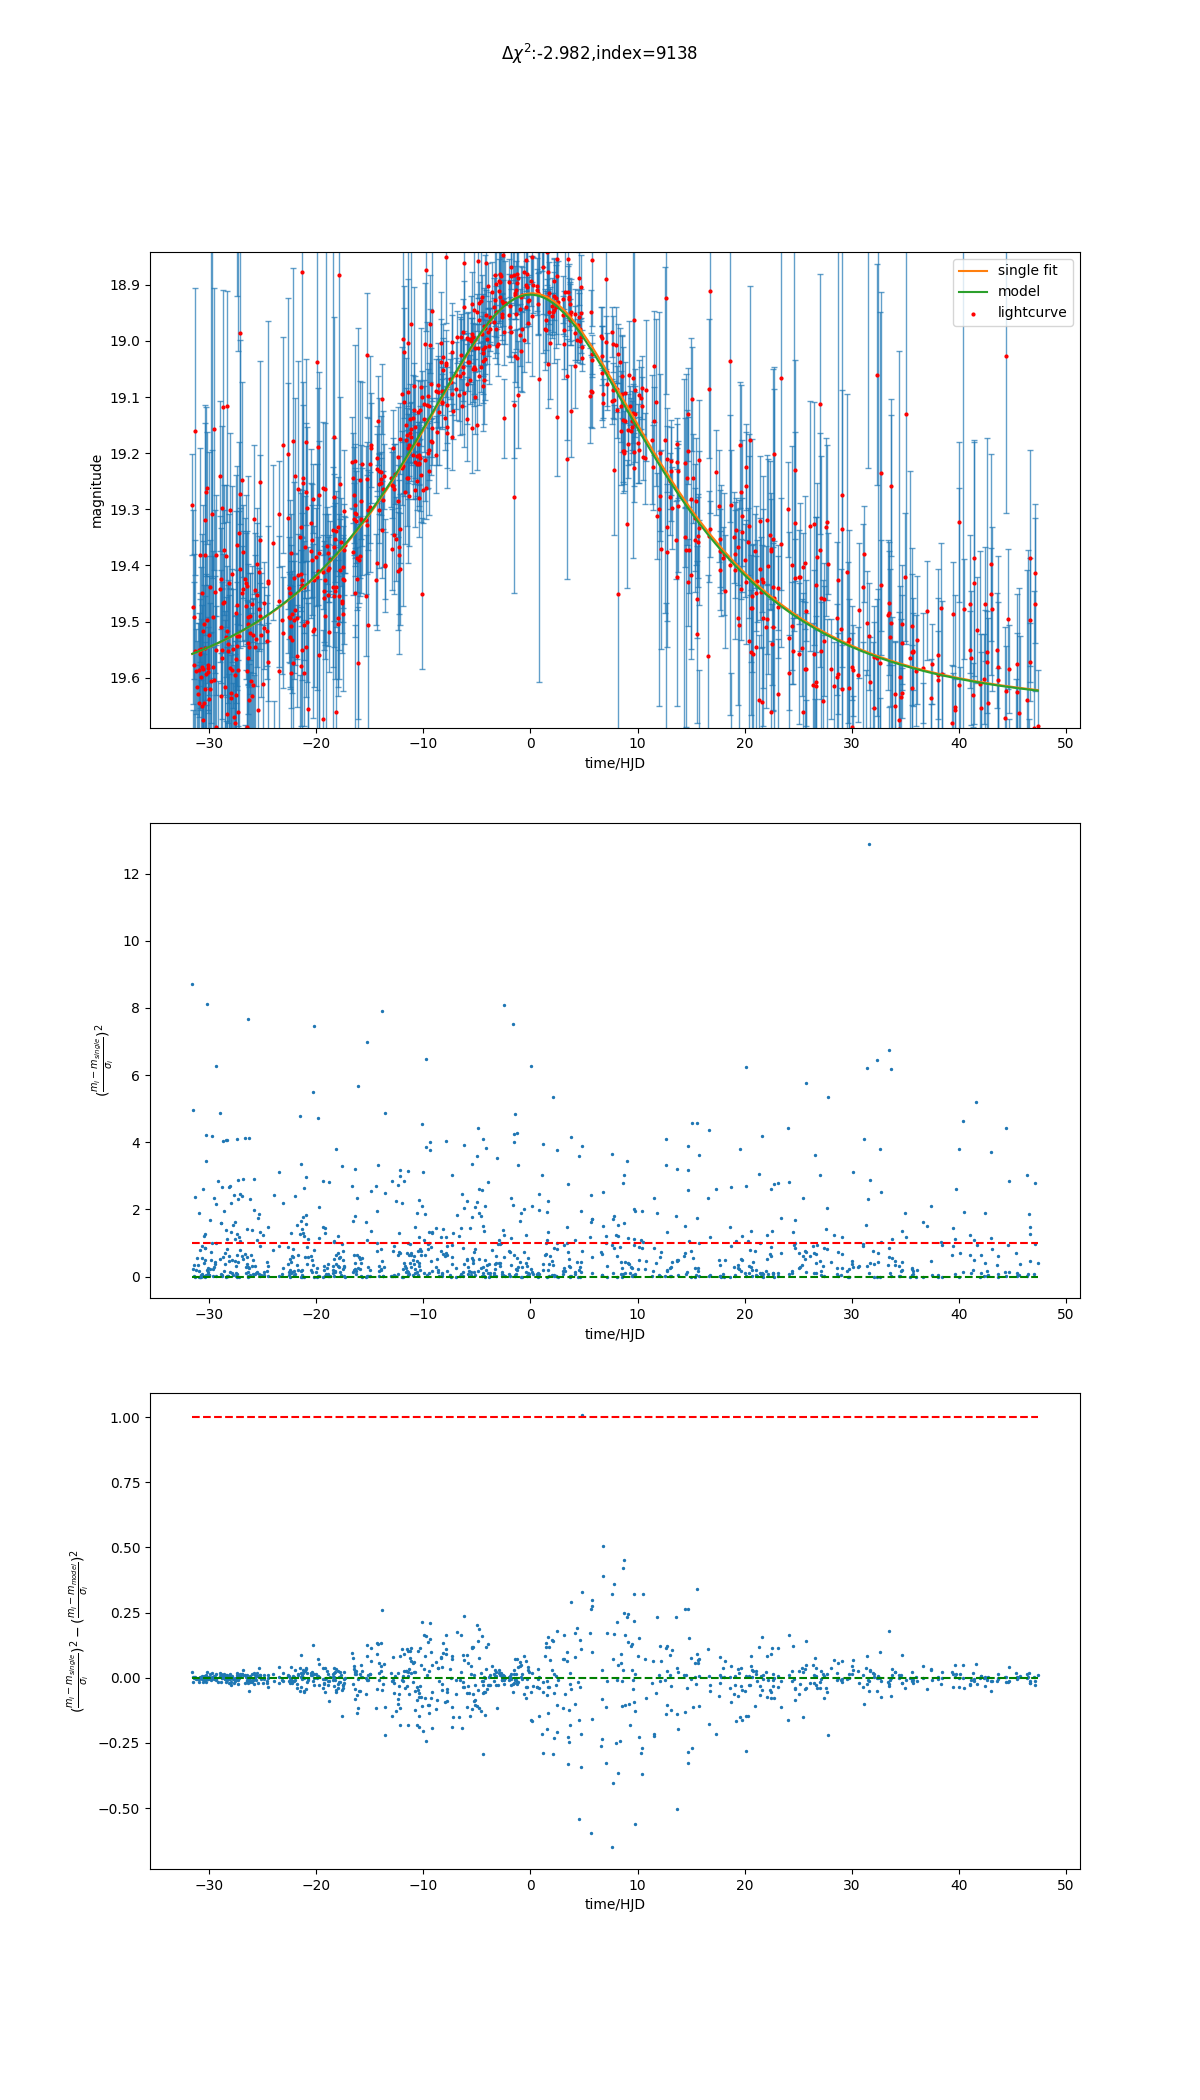 Δχ²:-2.982,index=9138
18.9
19.0
19.1
19.2
19.3
19.4
19.5
19.6
magnitude
single fit
model
lightcurve
−30 −20 −10 0 10 20 30 40 50
time/HJD
12
10
8
6
4
2
0
(\frac{m_i − m_{single}}{σ_i})²
−30 −20 −10 0 10 20 30 40 50
time/HJD
1.00
0.75
0.50
0.25
0.00
−0.25
−0.50
(\frac{m_i − m_{single}}{σ_i})² − (\frac{m_i − m_{model}}{σ_i})²
−30 −20 −10 0 10 20 30 40 50
time/HJD